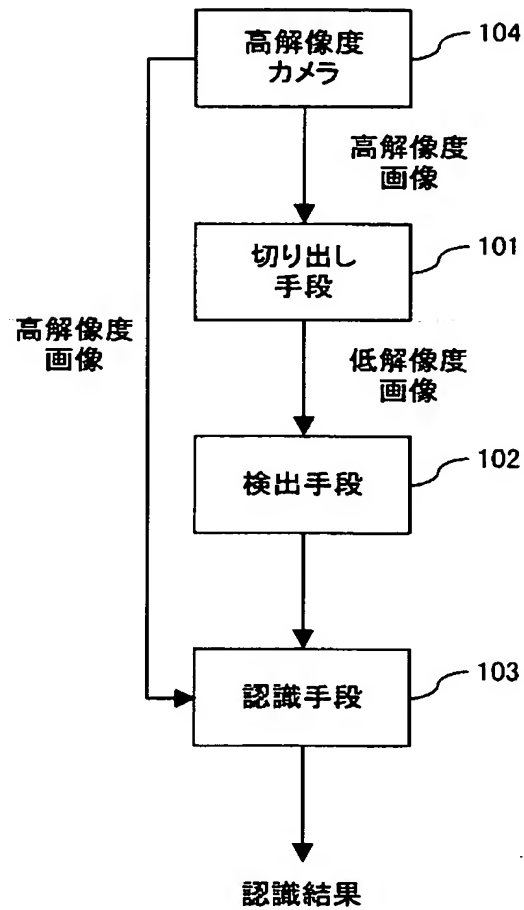 高解像度
カメラ
104
高解像度
画像
切り出し
手段
101
高解像度
画像
低解像度
画像
検出手段
102
認識手段
103
認識結果